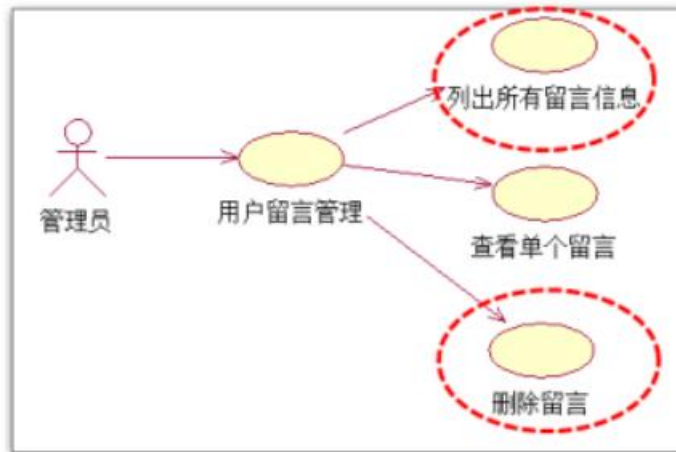 列出所有留言信息
管理员
用户留言管理
查看单个留言
删除留言